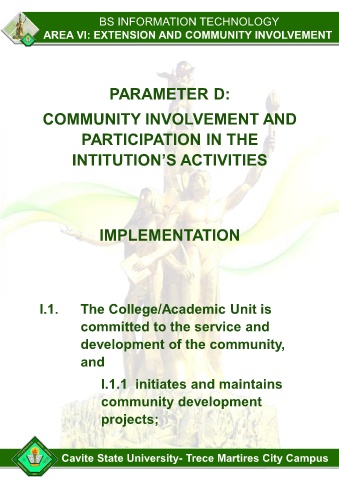 BS INFORMATION TECHNOLOGY
AREA VI: EXTENSION AND COMMUNITY INVOLVEMENT
PARAMETER D:
COMMUNITY INVOLVEMENT AND
PARTICIPATION IN THE
INTITUTION'S ACTIVITIES
IMPLEMENTATION
I.1. The College/Academic Unit is
committed to the service and
development of the community,
and
I.1.1 initiates and maintains
community development
projects;
Cavite State University- Trece Martires City Campus